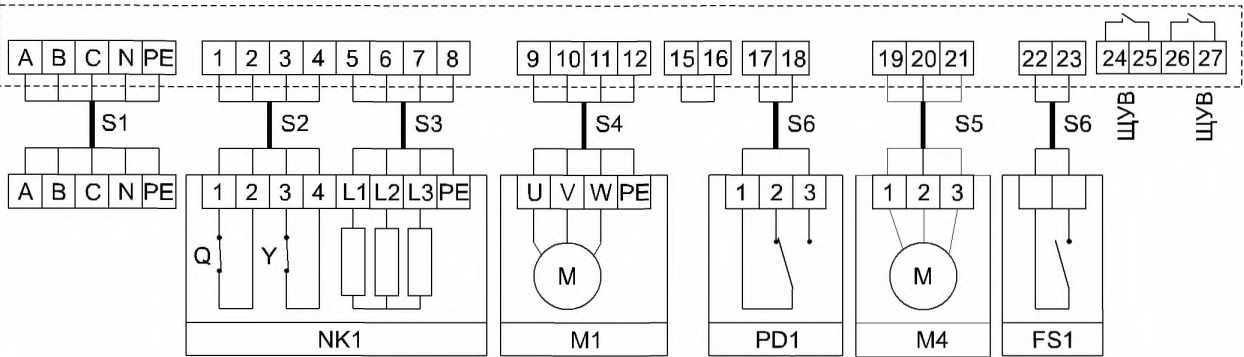 A B C N PE 1 2 3 4 5 6 7 8 9 10 11 12 15 16 17 18 19 20 21 22 23 24 25 26 27
S1 S2 S3 S4 S6 S5 S6 ЩУВ ЩУВ
A B C N PE 1 2 3 4 L1 L2 L3 PE U V W PE 1 2 3 1 2 3
Q Y M M
NK1 M1 PD1 M4 FS1